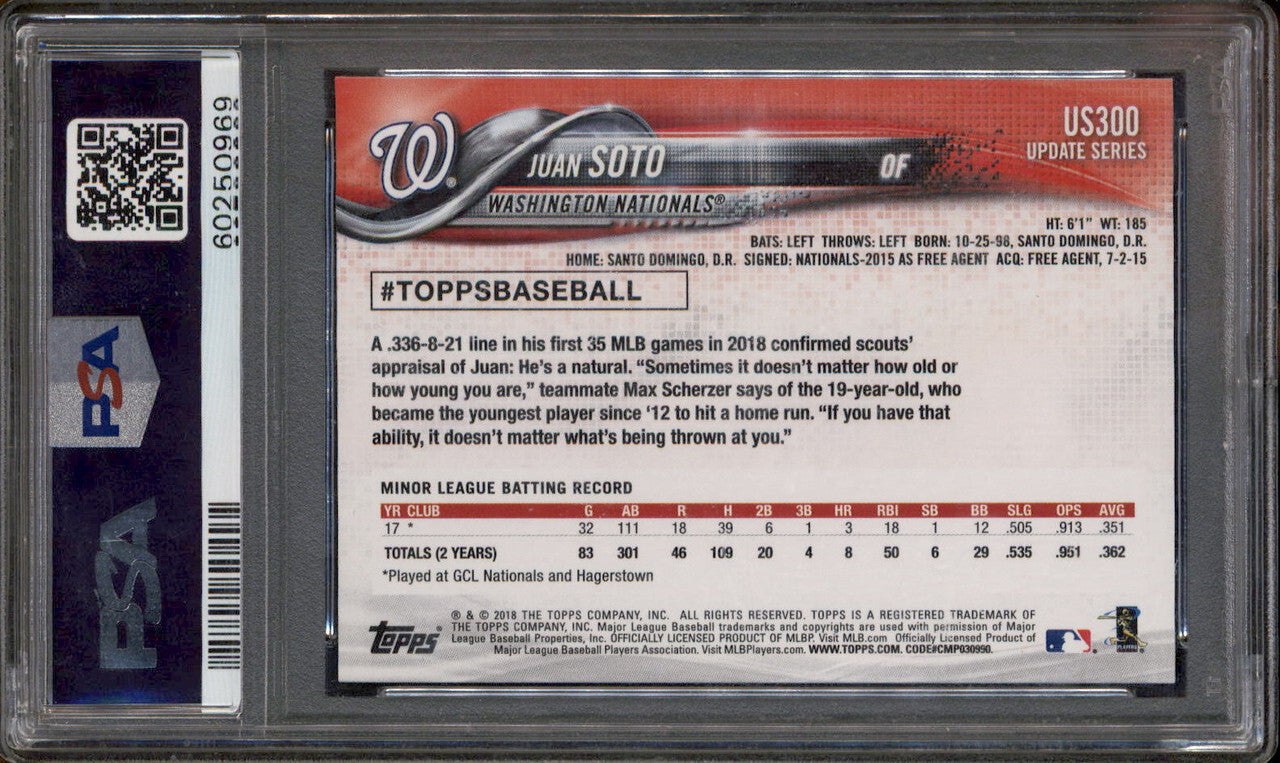 60250969
PSA
PSA
W
US300
UPDATE SERIES
JUAN SOTO
OF
WASHINGTON NATIONALS®
HT: 6'1" WT: 185
BATS: LEFT THROWS: LEFT BORN: 10-25-98, SANTO DOMINGO, D.R.
HOME: SANTO DOMINGO, D.R. SIGNED: NATIONALS-2015 AS FREE AGENT ACQ: FREE AGENT, 7-2-15
#TOPPSBASEBALL
A .336-8-21 line in his first 35 MLB games in 2018 confirmed scouts'
appraisal of Juan: He's a natural. "Sometimes it doesn't matter how old or
how young you are," teammate Max Scherzer says of the 19-year-old, who
became the youngest player since '12 to hit a home run. "If you have that
ability, it doesn't matter what's being thrown at you."
MINOR LEAGUE BATTING RECORD
YR CLUB G AB R H 2B 3B HR RBI SB BB SLG OPS AVG
17 * 32 111 18 39 6 1 3 18 1 12 .505 .913 .351
TOTALS (2 YEARS) 83 301 46 109 20 4 8 50 6 29 .535 .951 .362
*Played at GCL Nationals and Hagerstown
® & © 2018 THE TOPPS COMPANY, INC. ALL RIGHTS RESERVED. TOPPS IS A REGISTERED TRADEMARK OF
THE TOPPS COMPANY, INC. Major League Baseball trademarks and copyrights are used with permission of Major
League Baseball Properties, Inc. OFFICIALLY LICENSED PRODUCT OF MLBP. Visit MLB.com Officially Licensed Product of
Major League Baseball Players Association. Visit MLBPlayers.com. WWW.TOPPS.COM. CODE#CMP030990.
Topps
PLAYERS